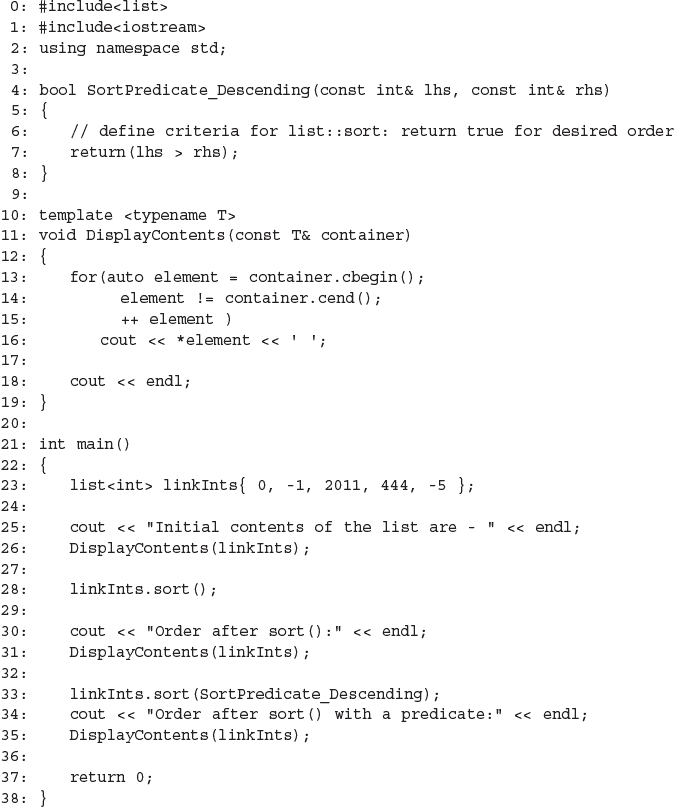 0: #include<list>
1: #include<iostream>
2: using namespace std;
3:
4: bool SortPredicate_Descending(const int& lhs, const int& rhs)
5: {
6:    // define criteria for list::sort: return true for desired order
7:    return(lhs > rhs);
8: }
9:
10: template <typename T>
11: void DisplayContents(const T& container)
12: {
13:    for(auto element = container.cbegin();
14:         element != container.cend();
15:         ++ element )
16:       cout << *element << ' ';
17:
18:    cout << endl;
19: }
20:
21: int main()
22: {
23:    list<int> linkInts{ 0, -1, 2011, 444, -5 };
24:
25:    cout << "Initial contents of the list are - " << endl;
26:    DisplayContents(linkInts);
27:
28:    linkInts.sort();
29:
30:    cout << "Order after sort():" << endl;
31:    DisplayContents(linkInts);
32:
33:    linkInts.sort(SortPredicate_Descending);
34:    cout << "Order after sort() with a predicate:" << endl;
35:    DisplayContents(linkInts);
36:
37:    return 0;
38: }